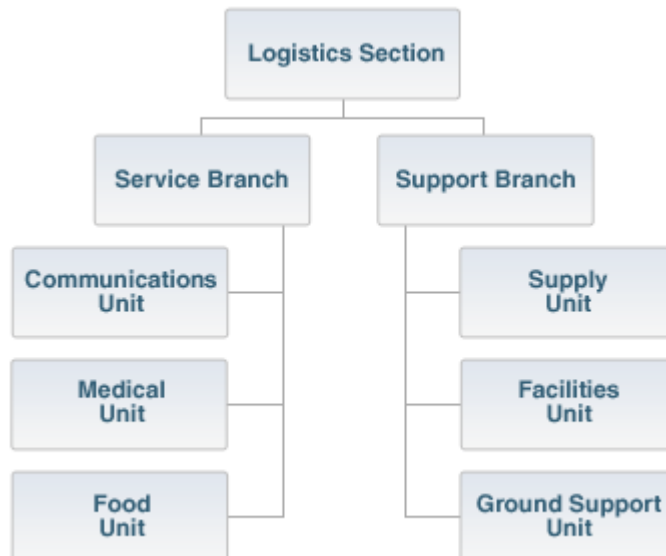 Logistics Section
Service Branch
Support Branch
Communications
Unit
Supply
Unit
Medical
Unit
Facilities
Unit
Food
Unit
Ground Support
Unit